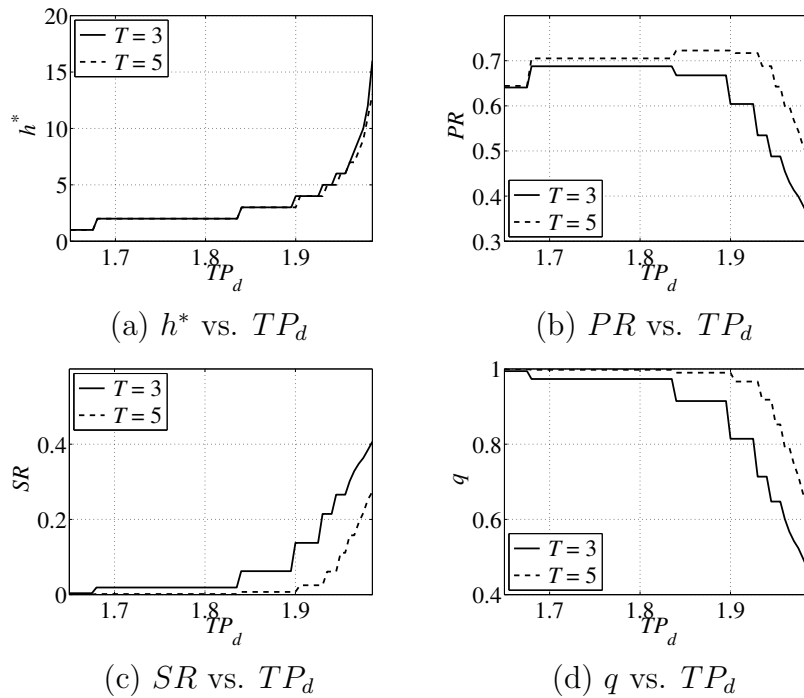 20
15
10
5
0
h*
T = 3
T = 5
1.7
1.8
1.9
TP_d
(a) h* vs. TP_d
0.7
0.6
0.5
0.4
0.3
PR
T = 3
T = 5
1.7
1.8
1.9
TP_d
(b) PR vs. TP_d
0.4
0.2
0
SR
T = 3
T = 5
1.7
1.8
1.9
TP_d
(c) SR vs. TP_d
1
0.8
0.6
0.4
q
T = 3
T = 5
1.7
1.8
1.9
TP_d
(d) q vs. TP_d